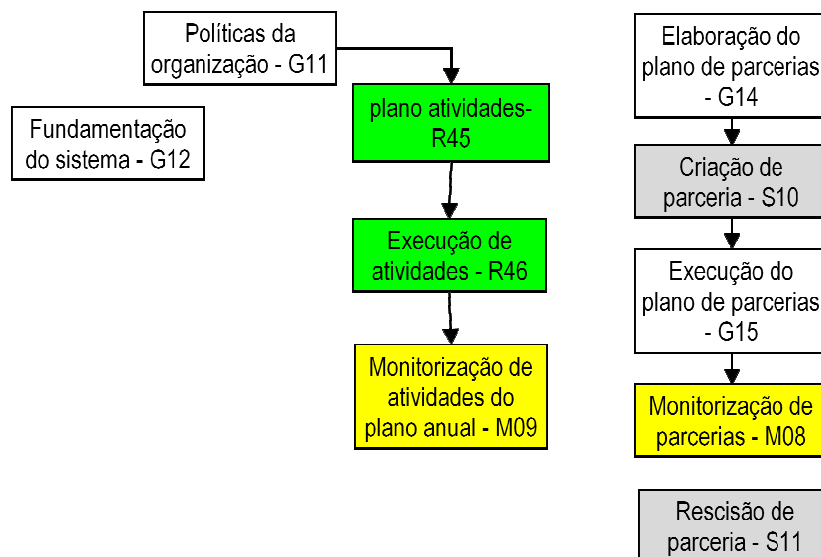 Políticas da
organização - G11
Fundamentação
do sistema - G12
plano atividades-
R45
Execução de
atividades - R46
Monitorização de
atividades do
plano anual - M09
Elaboração do
plano de parcerias
- G14
Criação de
parceria - S10
Execução do
plano de parcerias
- G15
Monitorização de
parcerias - M08
Rescisão de
parceria - S11